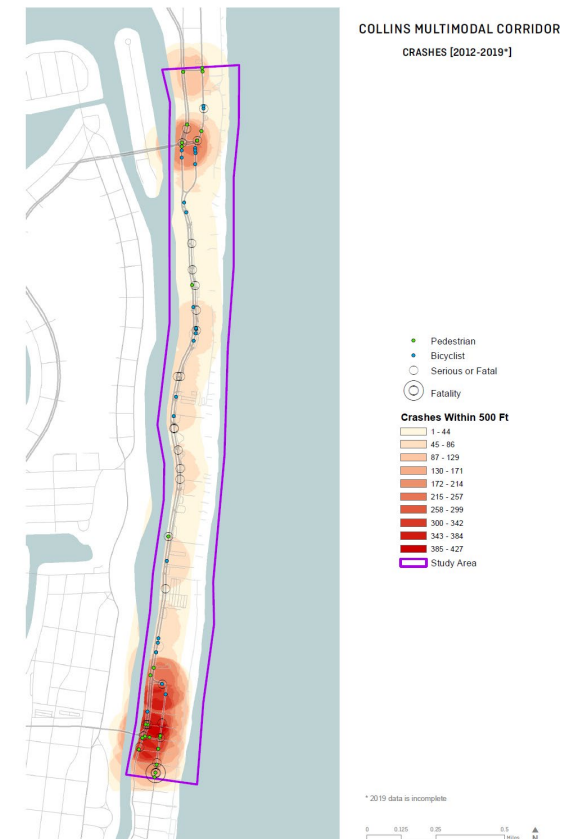 COLLINS MULTIMODAL CORRIDOR
CRASHES [2012-2019*]
Pedestrian
Bicyclist
Serious or Fatal
Fatality
Crashes Within 500 Ft
1 - 44
45 - 86
87 - 129
130 - 171
172 - 214
215 - 257
258 - 299
300 - 342
343 - 384
385 - 427
Study Area
* 2019 data is incomplete
0 0.125 0.25 0.5
Miles N